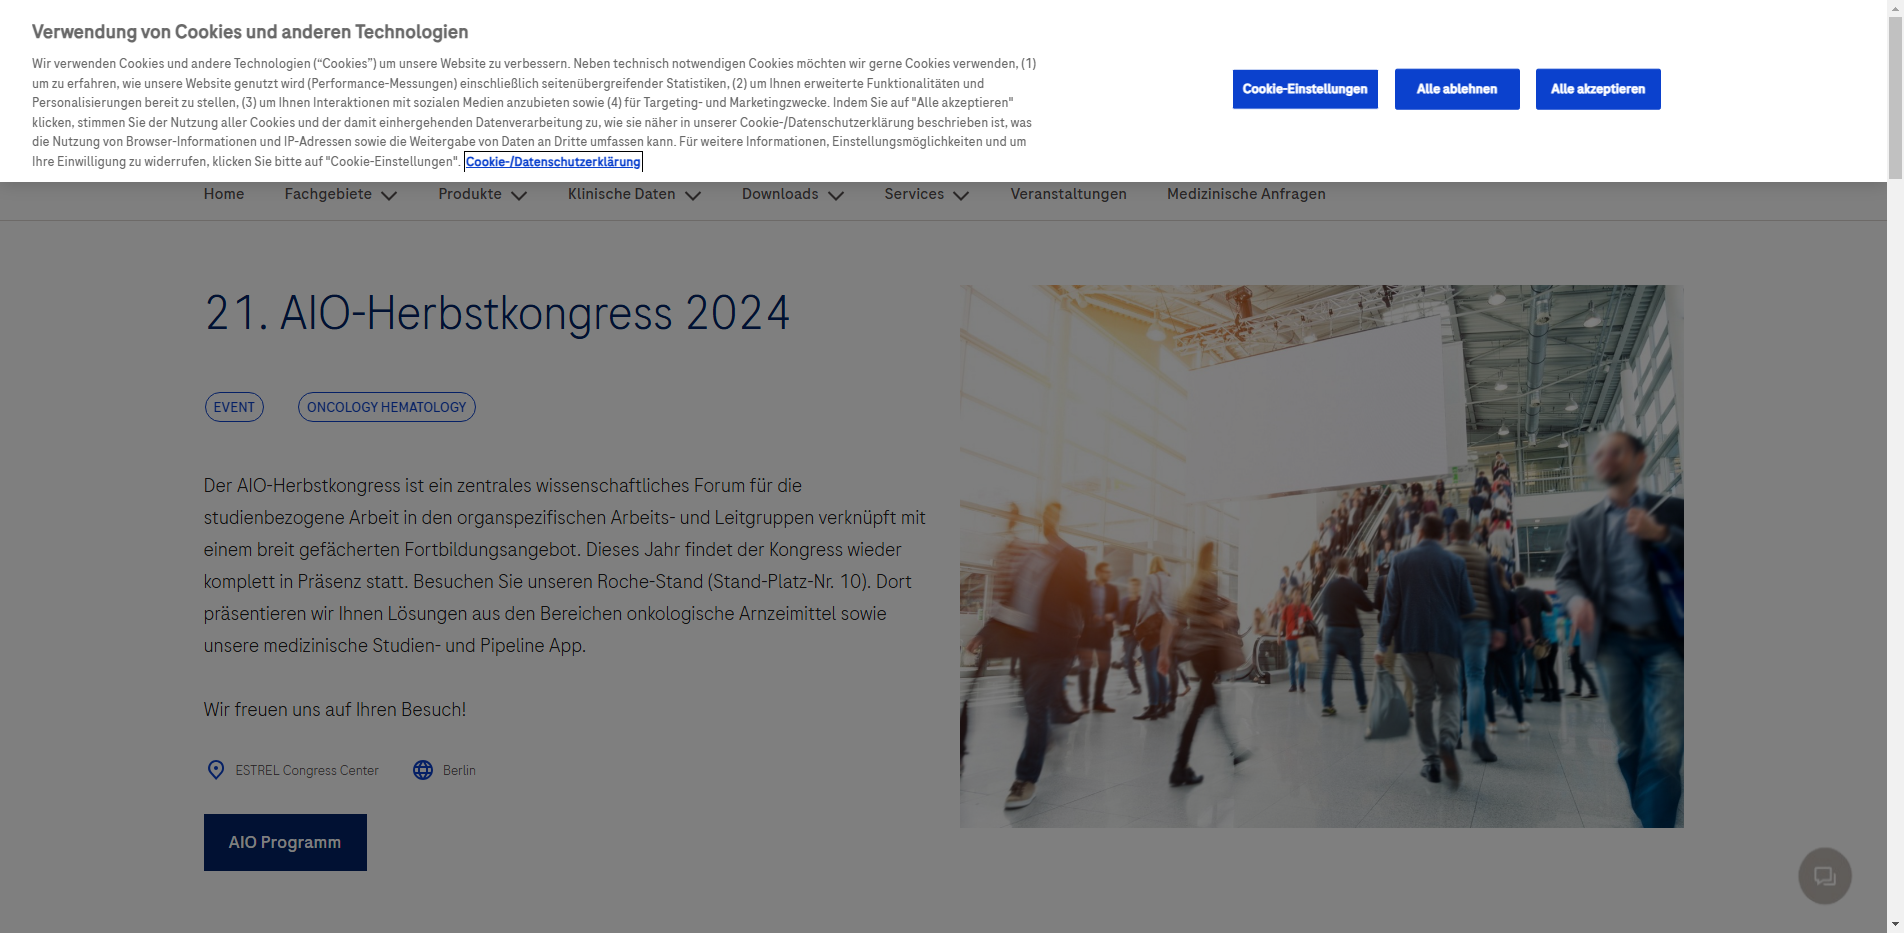 Verwendung von Cookies und anderen Technologien
Wir verwenden Cookies und andere Technologien (“Cookies”) um unsere Website zu verbessern. Neben technisch notwendigen Cookies möchten wir gerne Cookies verwenden, (1)
um zu erfahren, wie unsere Website genutzt wird (Performance-Messungen) einschließlich seitenübergreifender Statistiken, (2) um Ihnen erweiterte Funktionalitäten und
Personalisierungen bereit zu stellen, (3) um Ihnen Interaktionen mit sozialen Medien anzubieten sowie (4) für Targeting- und Marketingzwecke. Indem Sie auf "Alle akzeptieren"
klicken, stimmen Sie der Nutzung aller Cookies und der damit einhergehenden Datenverarbeitung zu, wie sie näher in unserer Cookie-/Datenschutzerklärung beschrieben ist, was
die Nutzung von Browser-Informationen und IP-Adressen sowie die Weitergabe von Daten an Dritte umfassen kann. Für weitere Informationen, Einstellungsmöglichkeiten und um
Ihre Einwilligung zu widerrufen, klicken Sie bitte auf "Cookie-Einstellungen". Cookie-/Datenschutzerklärung
Cookie-Einstellungen Alle ablehnen Alle akzeptieren
Home Fachgebiete Produkte Klinische Daten Downloads Services Veranstaltungen Medizinische Anfragen
21. AIO-Herbstkongress 2024
EVENT ONCOLOGY HEMATOLOGY
Der AIO-Herbstkongress ist ein zentrales wissenschaftliches Forum für die
studienbezogene Arbeit in den organspezifischen Arbeits- und Leitgruppen verknüpft mit
einem breit gefächerten Fortbildungsangebot. Dieses Jahr findet der Kongress wieder
komplett in Präsenz statt. Besuchen Sie unseren Roche-Stand (Stand-Platz-Nr. 10). Dort
präsentieren wir Ihnen Lösungen aus den Bereichen onkologische Arnzeimittel sowie
unsere medizinische Studien- und Pipeline App.
Wir freuen uns auf Ihren Besuch!
ESTREL Congress Center Berlin
AIO Programm